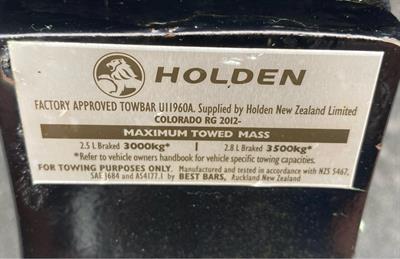 HOLDEN
FACTORY APPROVED TOWBAR U11960A. Supplied by Holden New Zealand Limited
COLORADO RG 2012-
MAXIMUM TOWED MASS
2.5 L Braked 3000kg* | 2.8 L Braked 3500kg*
*Refer to vehicle owners handbook for vehicle specific towing capacities.
FOR TOWING PURPOSES ONLY. Manufactured and tested in accordance with NZS 5467,
SAE J684 and AS4177.1 by BEST BARS, Auckland New Zealand